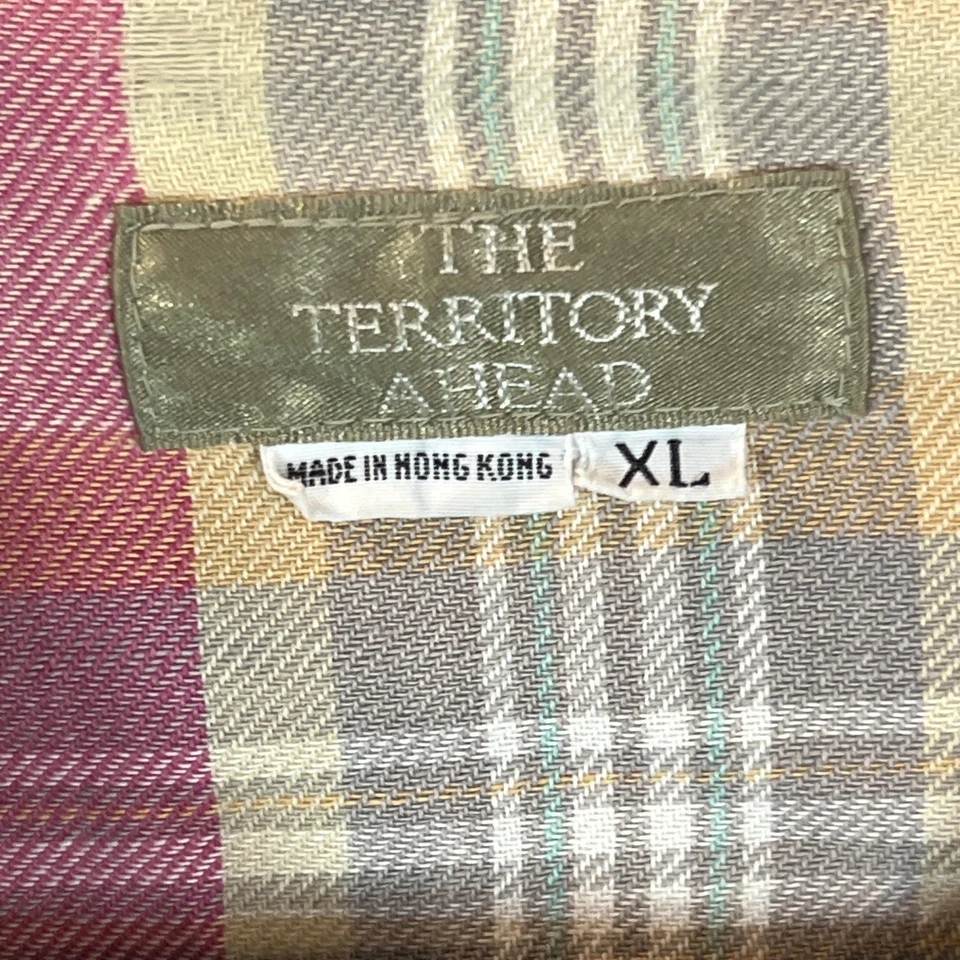 THE
TERRITORY
AHEAD
MADE IN HONG KONG XL